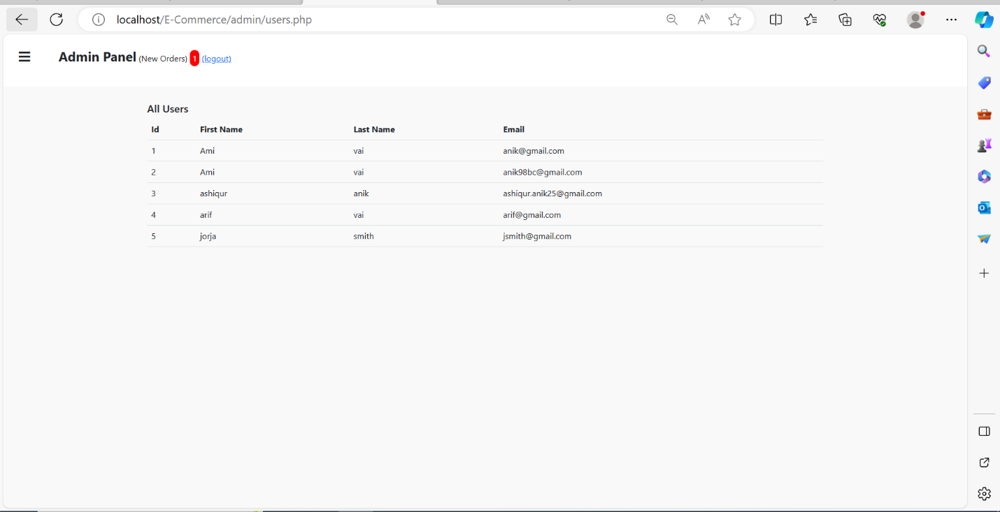 localhost/E-Commerce/admin/users.php
Admin Panel (New Orders) 1 (logout)
All Users
Id First Name Last Name Email
1 Ami vai anik@gmail.com
2 Ami vai anik98bc@gmail.com
3 ashiqur anik ashiqur.anik25@gmail.com
4 arif vai arif@gmail.com
5 jorja smith jsmith@gmail.com